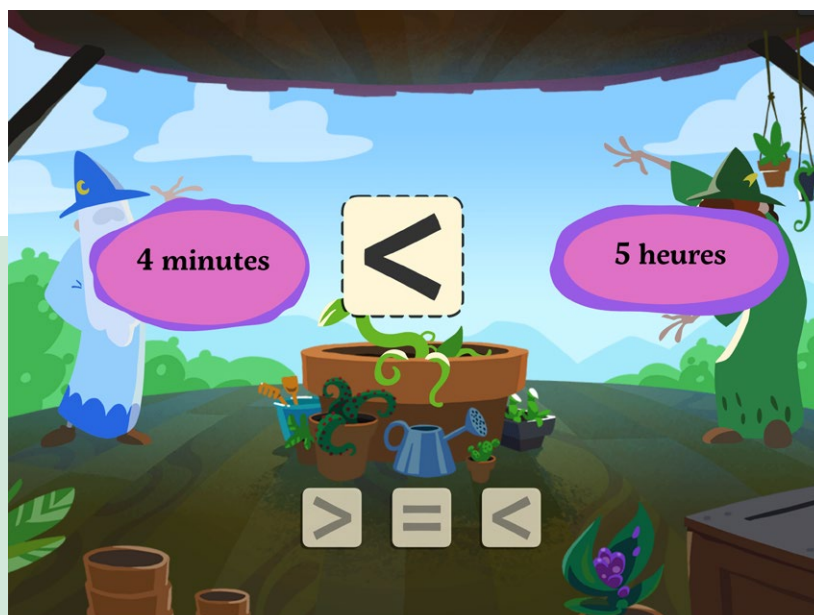 4 minutes < 5 heures
> = <